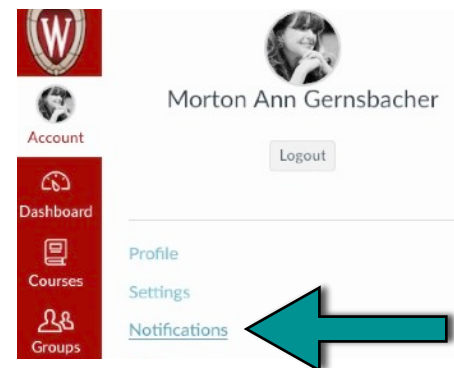 W
Morton Ann Gernsbacher
Account
Logout
Dashboard
Profile
Courses
Settings
Notifications
Groups